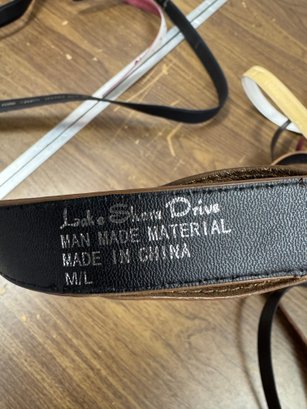 Lake Shore Drive
MAN MADE MATERIAL
MADE IN CHINA
M/L